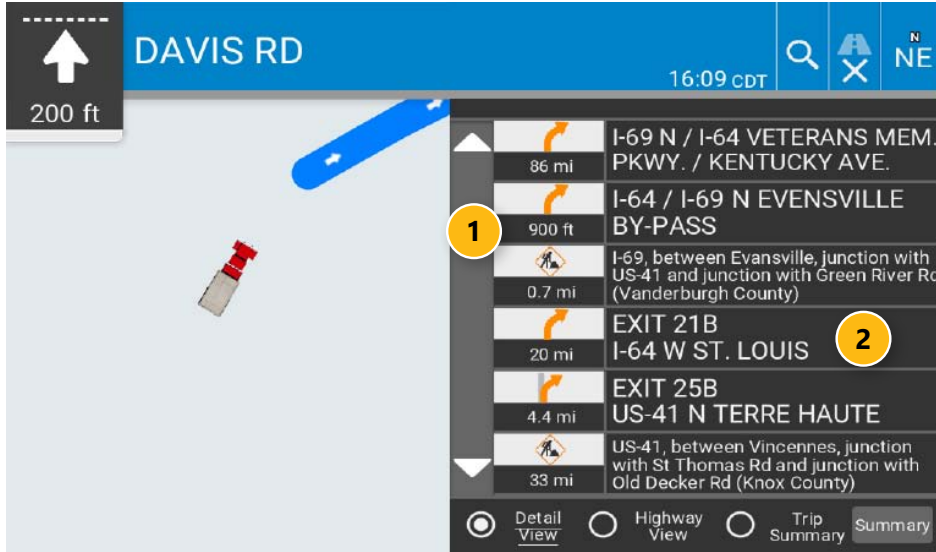 DAVIS RD
16:09 CDT
N
NE
200 ft
86 mi
I-69 N / I-64 VETERANS MEM.
PKWY. / KENTUCKY AVE.
1
900 ft
I-64 / I-69 N EVENSVILLE
BY-PASS
0.7 mi
I-69, between Evansville, junction with
US-41 and junction with Green River Rd
(Vanderburgh County)
20 mi
EXIT 21B
I-64 W ST. LOUIS
2
4.4 mi
EXIT 25B
US-41 N TERRE HAUTE
33 mi
US-41, between Vincennes, junction
with St Thomas Rd and junction with
Old Decker Rd (Knox County)
Detail
View
Highway
View
Trip
Summary
Summary